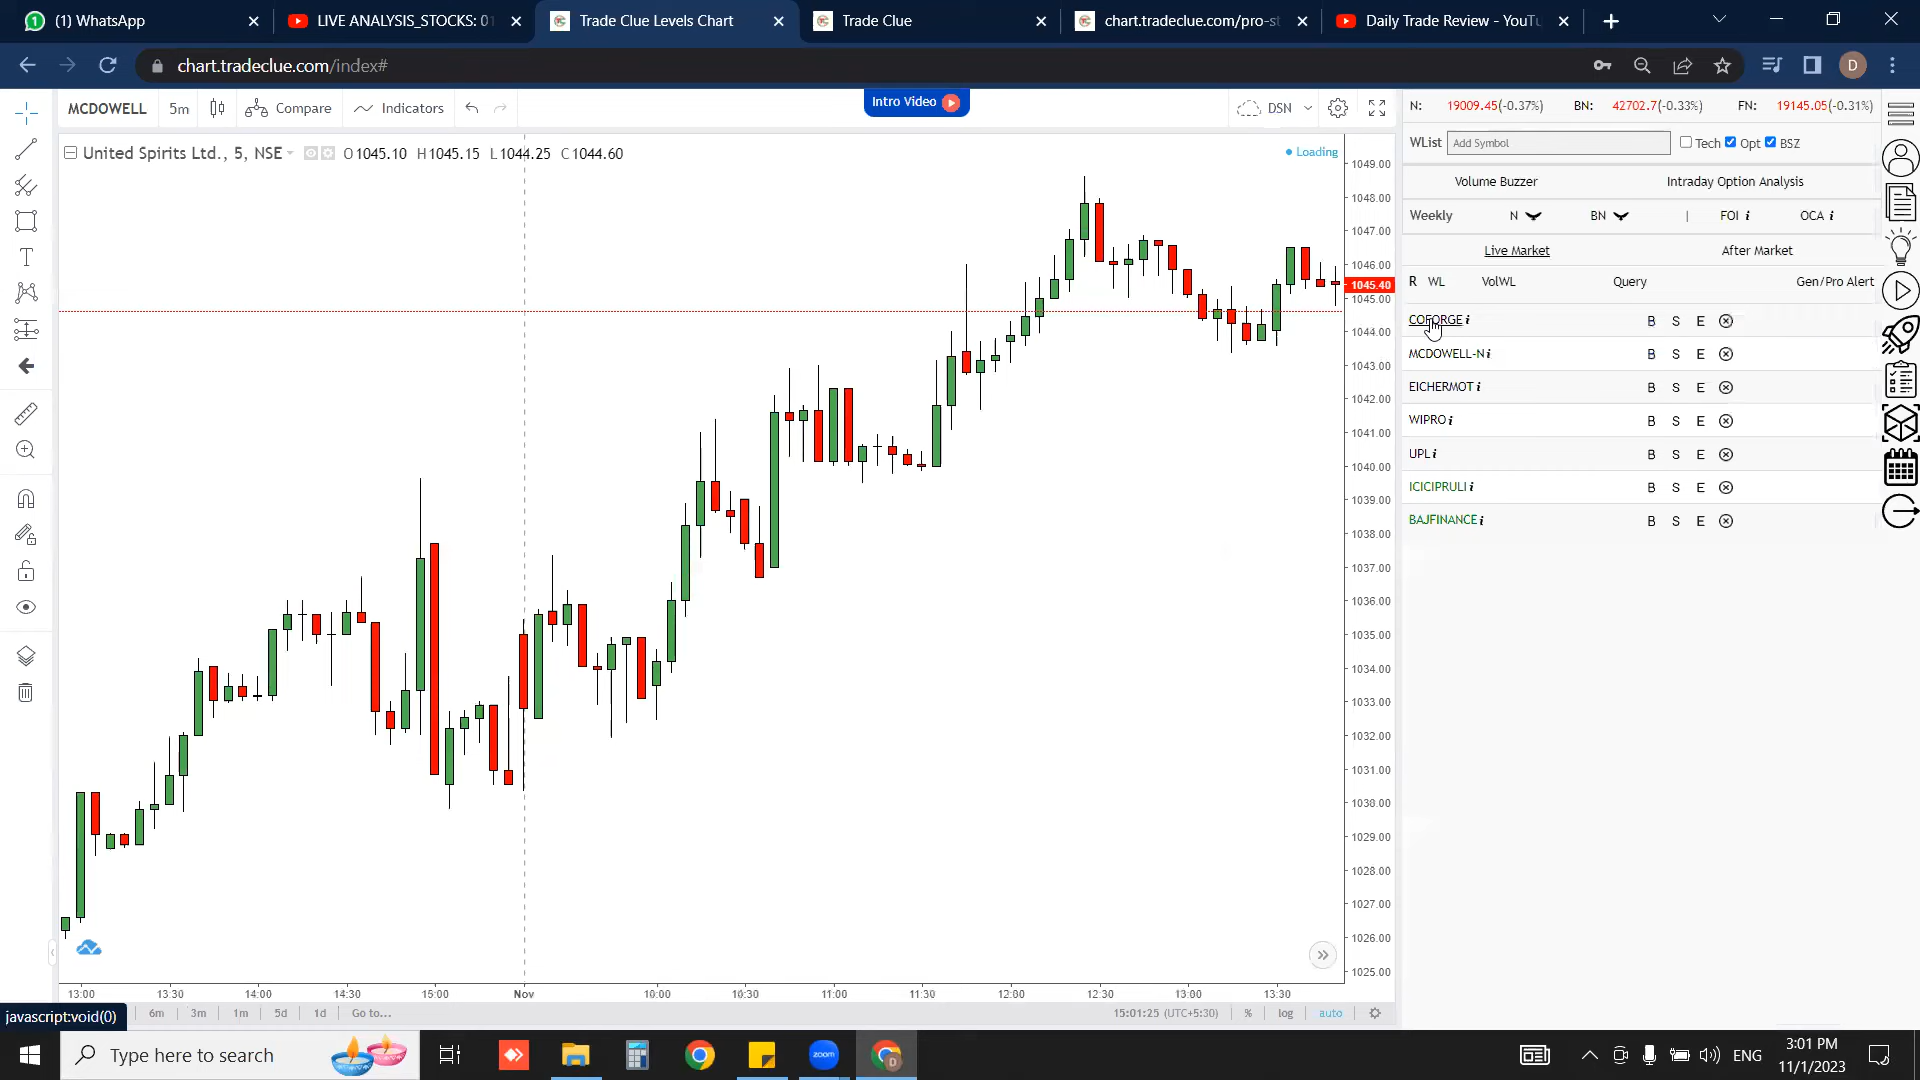 (1) WhatsApp
LIVE ANALYSIS_STOCKS: 01
Trade Clue Levels Chart
Trade Clue
chart.tradeclue.com/pro-st
Daily Trade Review - YouTu
chart.tradeclue.com/index#
D
MCDOWELL
5m
Compare
Indicators
Intro Video
DSN
United Spirits Ltd., 5, NSE
O1045.10 H1045.15 L1044.25 C1044.60
Loading
1049.00
1048.00
1047.00
1046.00
1045.40
1045.00
1044.00
1043.00
1042.00
1041.00
1040.00
1039.00
1038.00
1037.00
1036.00
1035.00
1034.00
1033.00
1032.00
1031.00
1030.00
1029.00
1028.00
1027.00
1026.00
1025.00
13:00 13:30 14:00 14:30 15:00 Nov 10:00 10:30 11:00 11:30 12:00 12:30 13:00 13:30
6m 3m 1m 5d 1d Go to...
15:01:25 (UTC+5:30) % log auto
javascript:void(0)
N: 19009.45(-0.37%) BN: 42702.7(-0.33%) FN: 19145.05(-0.31%)
WList Add Symbol Tech Opt BSZ
Volume Buzzer Intraday Option Analysis
Weekly N BN | FOI i OCA i
Live Market After Market
R WL VolWL Query Gen/Pro Alert
COFORGE i B S E
MCDOWELL-N i B S E
EICHERMOT i B S E
WIPRO i B S E
UPL i B S E
ICICIPRULI i B S E
BAJFINANCE i B S E
Type here to search
zoom
D
ENG
3:01 PM
11/1/2023